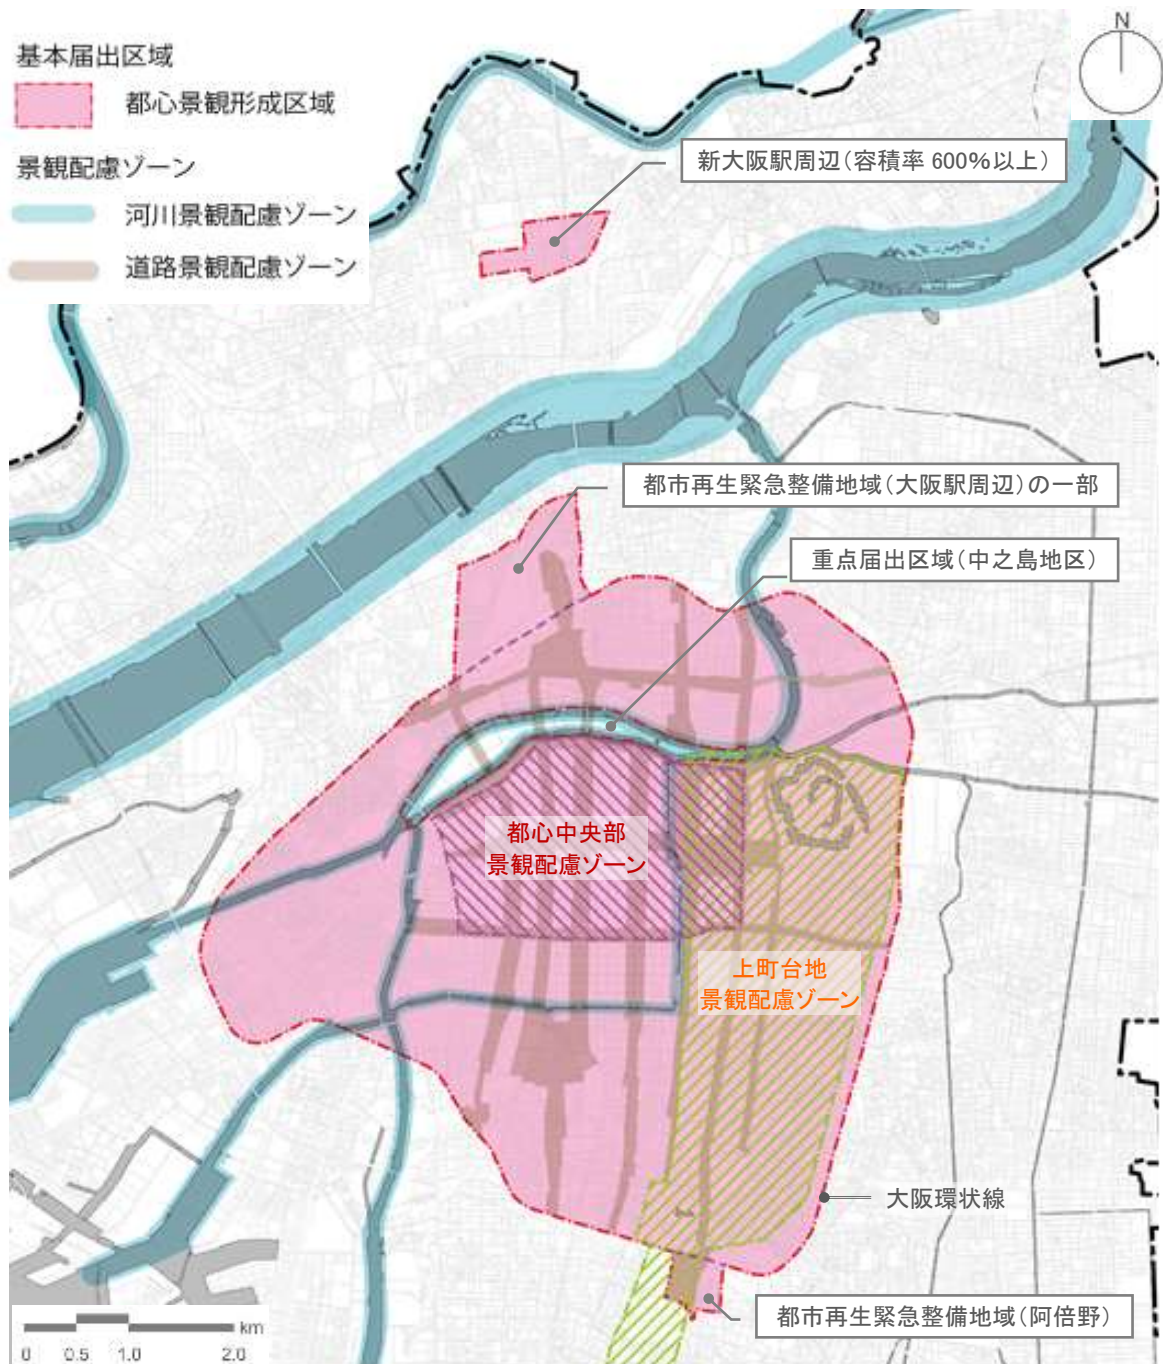 基本届出区域
都心景観形成区域
景観配慮ゾーン
河川景観配慮ゾーン
道路景観配慮ゾーン
N
新大阪駅周辺(容積率 600%以上)
都市再生緊急整備地域(大阪駅周辺)の一部
重点届出区域(中之島地区)
都心中央部
景観配慮ゾーン
上町台地
景観配慮ゾーン
大阪環状線
都市再生緊急整備地域(阿倍野)
km
0 0.5 1.0 2.0